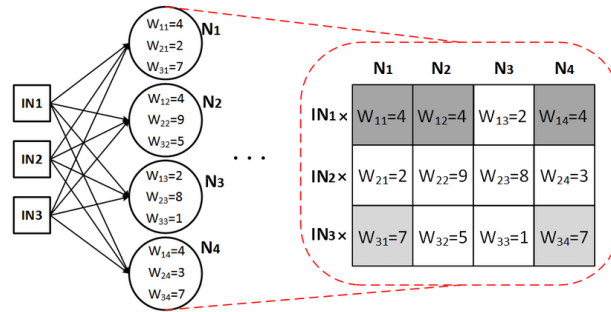 IN1
IN2
IN3
W11=4
W21=2
W31=7
N1
W12=4
W22=9
W32=5
N2
W13=2
W23=8
W33=1
N3
W14=4
W24=3
W34=7
N4
. . .
N1 N2 N3 N4
IN1× W11=4 W12=4 W13=2 W14=4
IN2× W21=2 W22=9 W23=8 W24=3
IN3× W31=7 W32=5 W33=1 W34=7